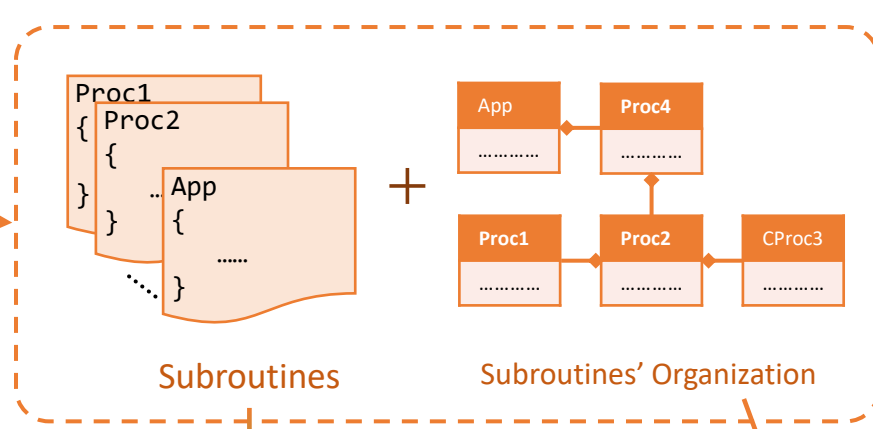 Proc1
{
}
Proc2
{
...
}
App
{
......
}
.....
+
App
............
Proc4
............
Proc1
............
Proc2
............
CProc3
............
Subroutines
Subroutines’ Organization